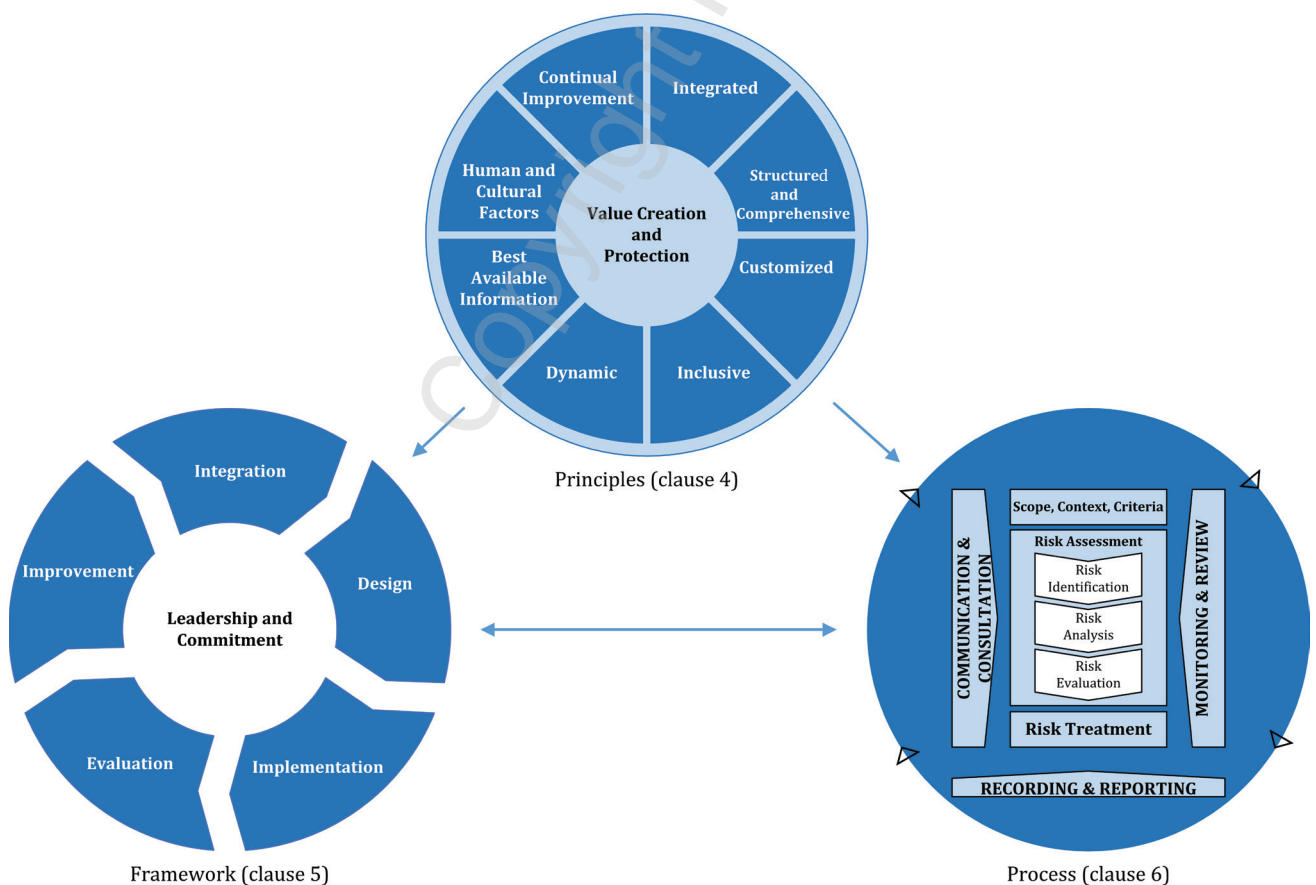 Copyright
Continual
Improvement
Integrated
Structured
and
Comprehensive
Customized
Inclusive
Dynamic
Best
Available
Information
Human and
Cultural
Factors
Value Creation
and
Protection
Principles (clause 4)
Integration
Design
Implementation
Evaluation
Improvement
Leadership and
Commitment
Framework (clause 5)
Scope, Context, Criteria
Risk Assessment
Risk
Identification
Risk
Analysis
Risk
Evaluation
Risk Treatment
COMMUNICATION &
CONSULTATION
MONITORING & REVIEW
RECORDING & REPORTING
Process (clause 6)